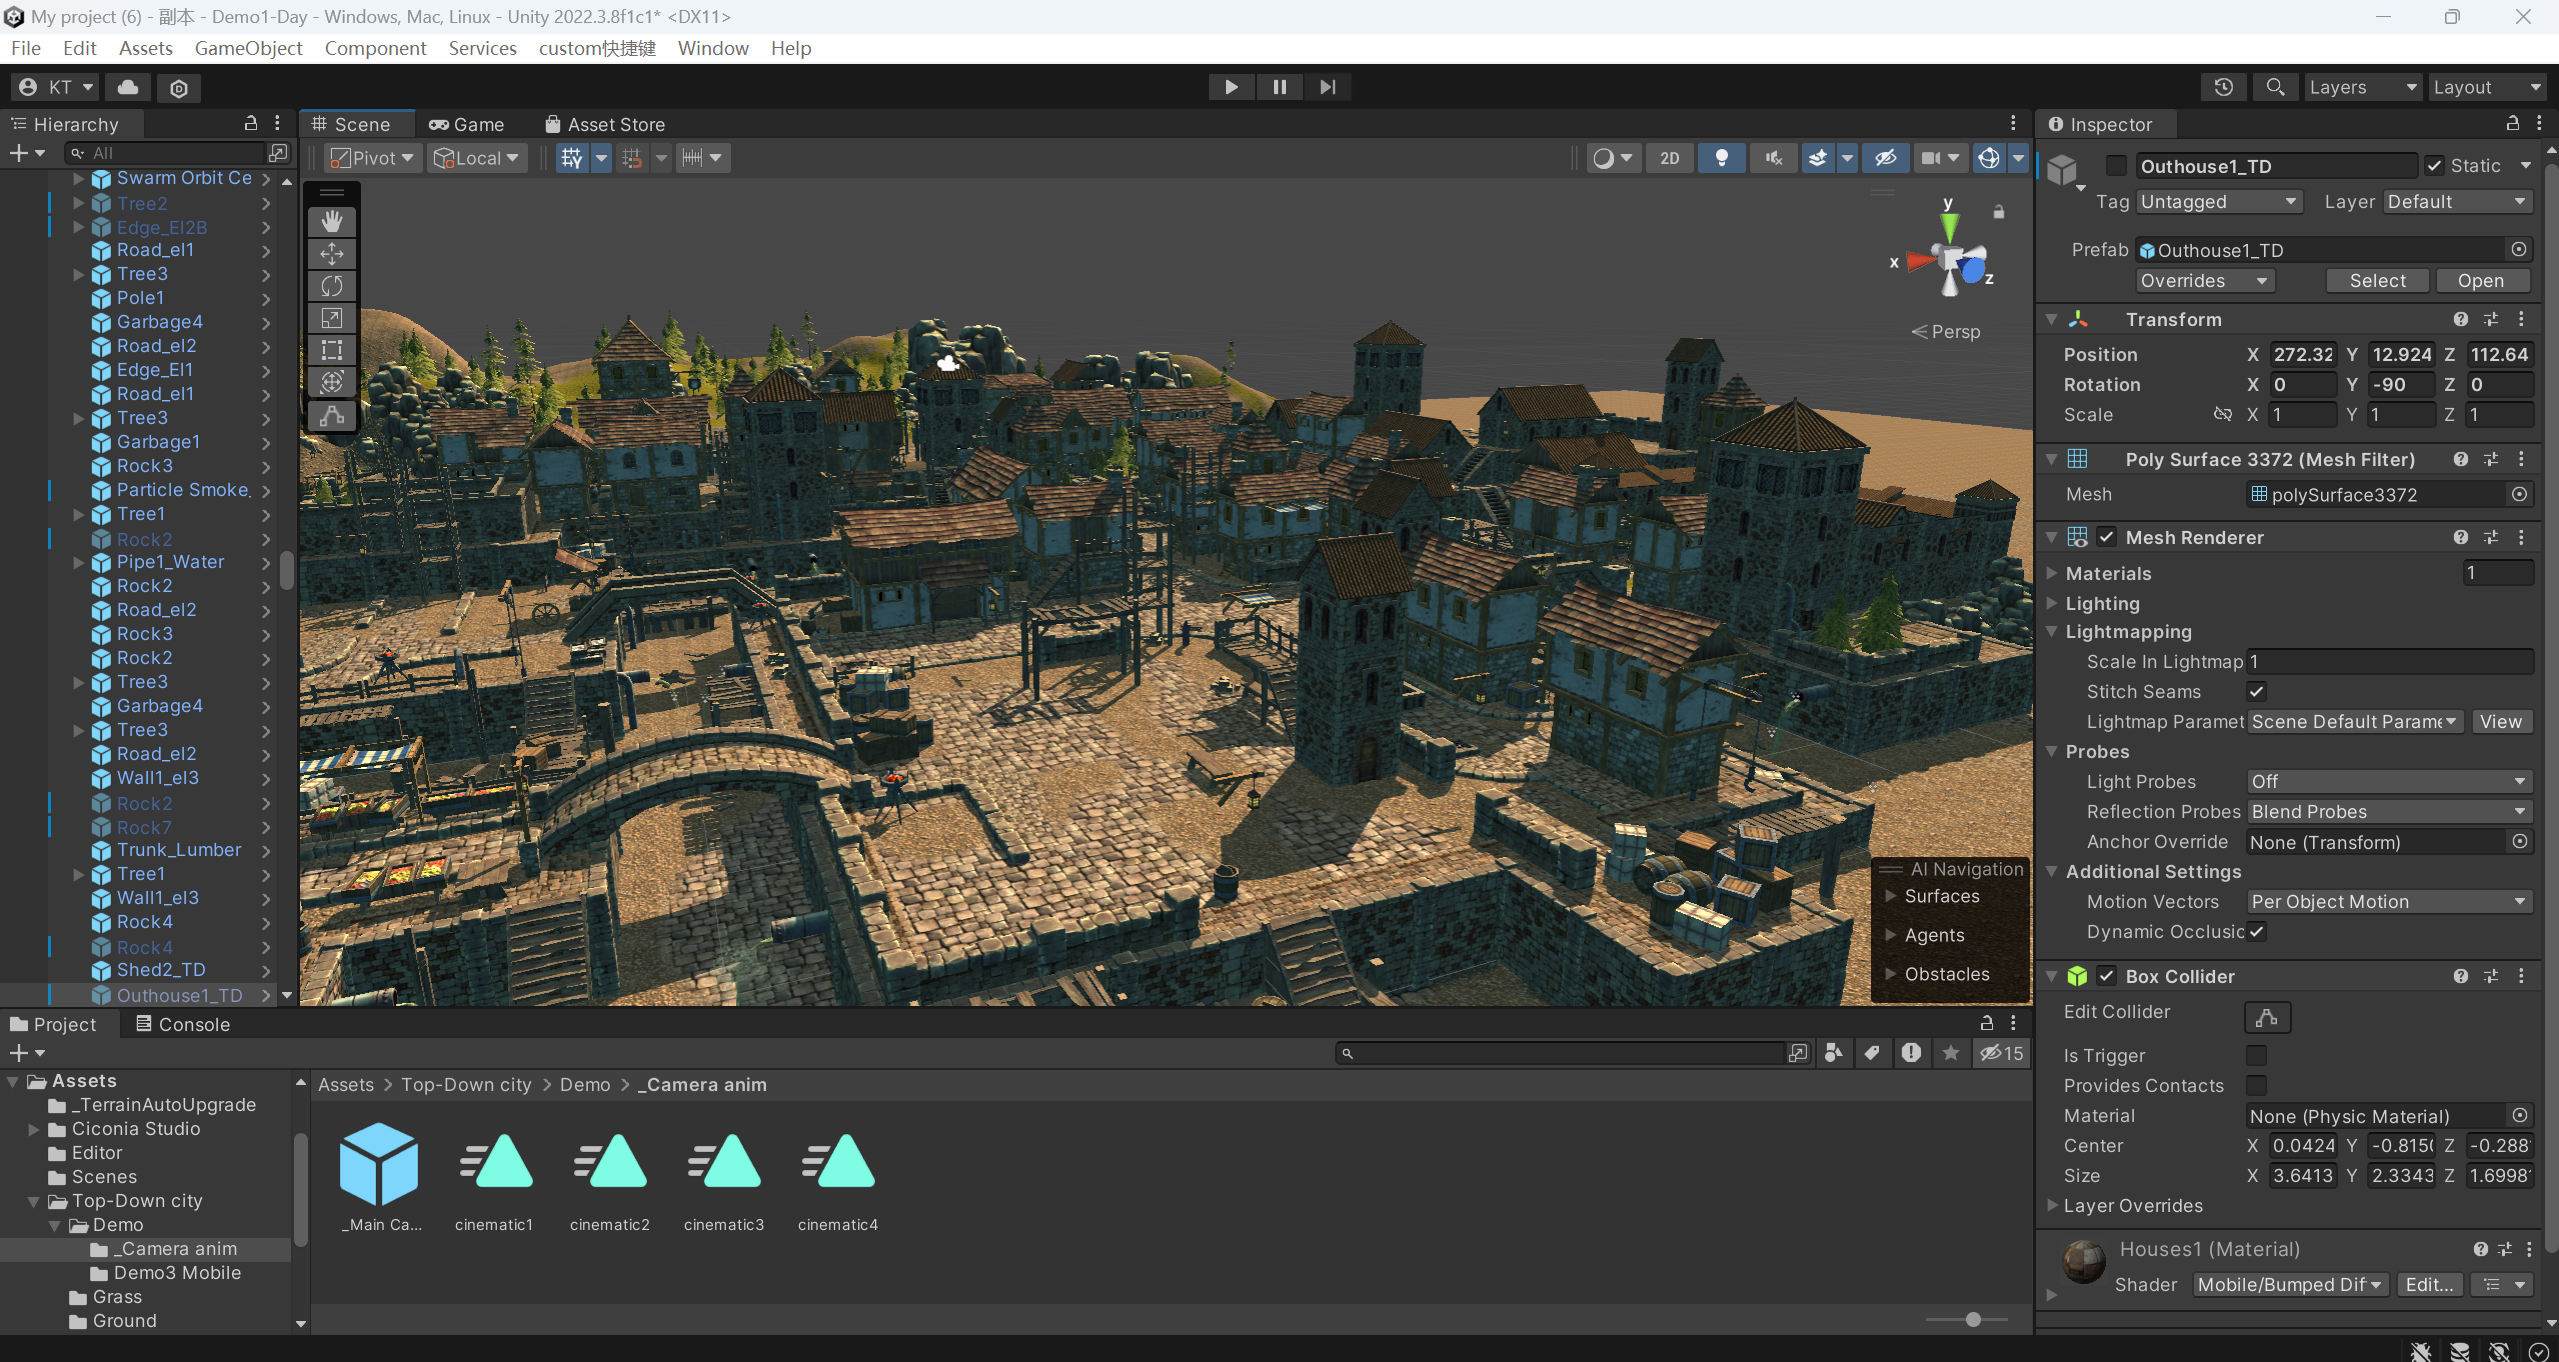 My project (6) - 副本 - Demo1-Day - Windows, Mac, Linux - Unity 2022.3.8f1c1* <DX11>
File Edit Assets GameObject Component Services custom快捷键 Window Help
KT
Layers
Layout
Hierarchy
All
Swarm Orbit Ce
Tree2
Edge_El2B
Road_el1
Tree3
Pole1
Garbage4
Road_el2
Edge_El1
Road_el1
Tree3
Garbage1
Rock3
Particle Smoke_
Tree1
Rock2
Pipe1_Water
Rock2
Road_el2
Rock3
Rock2
Tree3
Garbage4
Tree3
Road_el2
Wall1_el3
Rock2
Rock7
Trunk_Lumber
Tree1
Wall1_el3
Rock4
Rock4
Shed2_TD
Outhouse1_TD
Scene Game Asset Store
Pivot Local
2D
y
x
z
Persp
AI Navigation
Surfaces
Agents
Obstacles
Inspector
Outhouse1_TD Static
Tag Untagged Layer Default
Prefab Outhouse1_TD
Overrides Select Open
Transform
Position X 272.32 Y 12.924 Z 112.64
Rotation X 0 Y -90 Z 0
Scale X 1 Y 1 Z 1
Poly Surface 3372 (Mesh Filter)
Mesh polySurface3372
Mesh Renderer
Materials 1
Lighting
Lightmapping
Scale In Lightmap 1
Stitch Seams
Lightmap Paramet Scene Default Parame View
Probes
Light Probes Off
Reflection Probes Blend Probes
Anchor Override None (Transform)
Additional Settings
Motion Vectors Per Object Motion
Dynamic Occlusic
Box Collider
Edit Collider
Is Trigger
Provides Contacts
Material None (Physic Material)
Center X 0.0424 Y -0.815( Z -0.288
Size X 3.6413 Y 2.3343 Z 1.6998
Layer Overrides
Houses1 (Material)
Shader Mobile/Bumped Dif Edit...
Project Console
15
Assets
_TerrainAutoUpgrade
Ciconia Studio
Editor
Scenes
Top-Down city
Demo
_Camera anim
Demo3 Mobile
Grass
Ground
Assets > Top-Down city > Demo > _Camera anim
_Main Ca... cinematic1 cinematic2 cinematic3 cinematic4